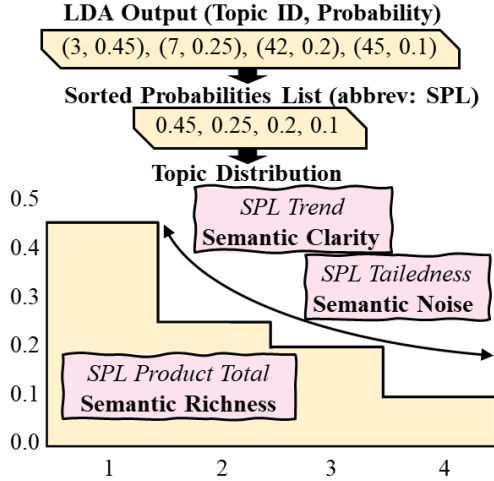 LDA Output (Topic ID, Probability)
(3, 0.45), (7, 0.25), (42, 0.2), (45, 0.1)
Sorted Probabilities List (abbrev: SPL)
0.45, 0.25, 0.2, 0.1
Topic Distribution
SPL Trend
Semantic Clarity
SPL Tailedness
Semantic Noise
SPL Product Total
Semantic Richness
0.5
0.4
0.3
0.2
0.1
0.0
1 2 3 4